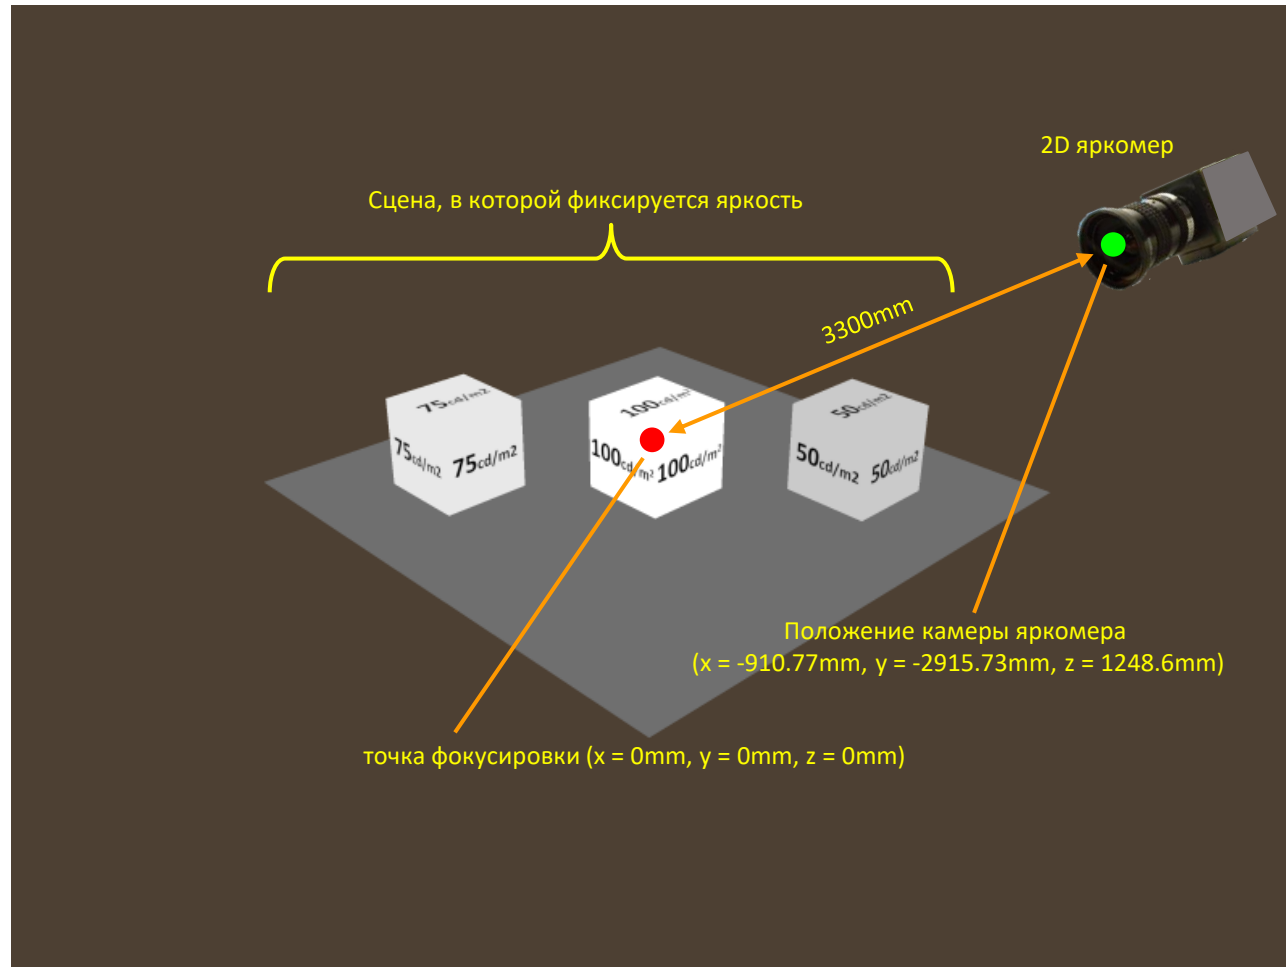 2D яркомер
Сцена, в которой фиксируется яркость
3300mm
75cd/m2
75cd/m2
75cd/m2
100cd/m²
100cd/m²
100cd/m²
50cd/m2
50cd/m2
50cd/m2
Положение камеры яркомера
(x = -910.77mm, y = -2915.73mm, z = 1248.6mm)
точка фокусировки (x = 0mm, y = 0mm, z = 0mm)